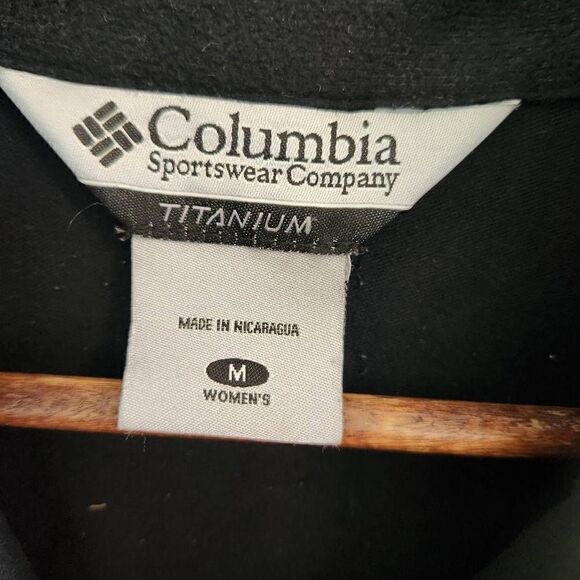 Columbia
Sportswear Company
TITANIUM
MADE IN NICARAGUA
M
WOMEN'S